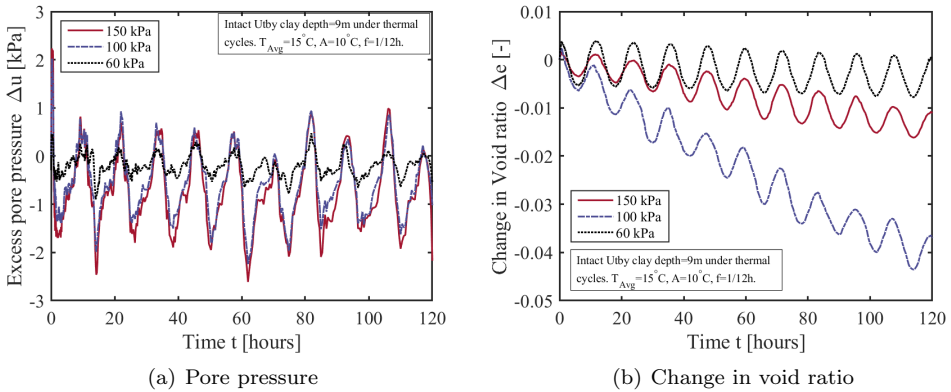 3
2
1
0
-1
-2
-3
0 20 40 60 80 100 120
Excess pore pressure Δu [kPa]
Time t [hours]
150 kPa
100 kPa
60 kPa
Intact Utby clay depth=9m under thermal
cycles. T_Avg=15°C, A=10°C, f=1/12h.
(a) Pore pressure
0.01
0
-0.01
-0.02
-0.03
-0.04
-0.05
0 20 40 60 80 100 120
Change in Void ratio Δe [-]
Time t [hours]
150 kPa
100 kPa
60 kPa
Intact Utby clay depth=9m under thermal
cycles. T_Avg=15°C, A=10°C, f=1/12h.
(b) Change in void ratio